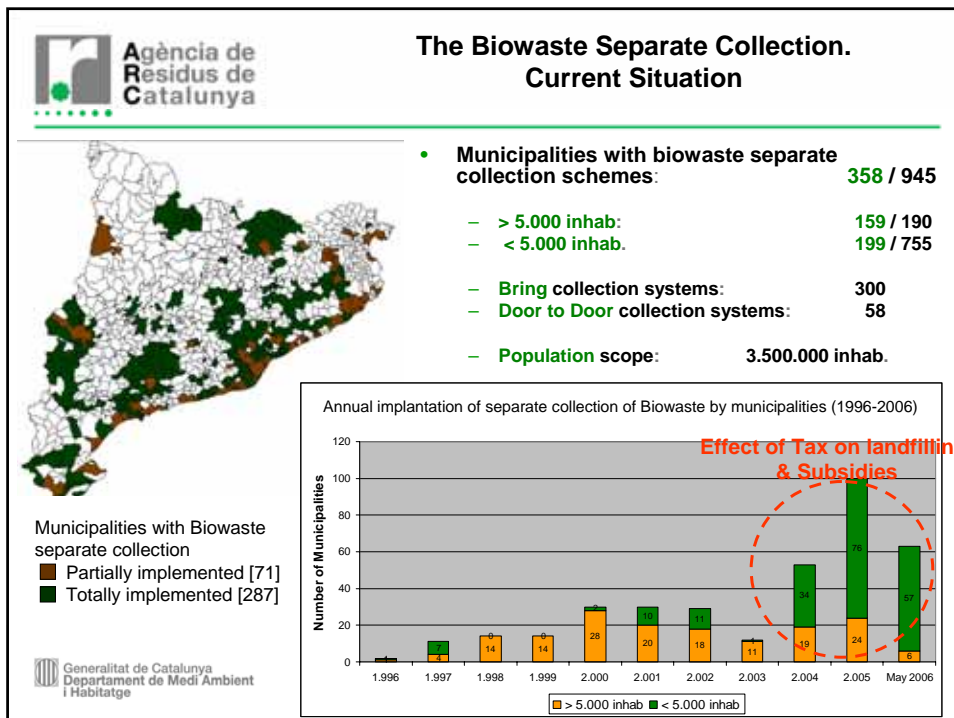 Agència de
Residus de
Catalunya
The Biowaste Separate Collection.
Current Situation
• Municipalities with biowaste separate
collection schemes: 358 / 945
– > 5.000 inhab: 159 / 190
– < 5.000 inhab. 199 / 755
– Bring collection systems: 300
– Door to Door collection systems: 58
– Population scope: 3.500.000 inhab.
Municipalities with Biowaste
separate collection
Partially implemented [71]
Totally implemented [287]
Generalitat de Catalunya
Departament de Medi Ambient
i Habitatge
Annual implantation of separate collection of Biowaste by municipalities (1996-2006)
Effect of Tax on landfillin
& Subsidies
Number of Municipalities
120
100
80
60
40
20
0
7
4
0
14
0
14
2
28
10
20
11
18
1
11
34
19
76
24
57
6
1.996 1.997 1.998 1.999 2.000 2.001 2.002 2.003 2.004 2.005 May 2006
> 5.000 inhab < 5.000 inhab